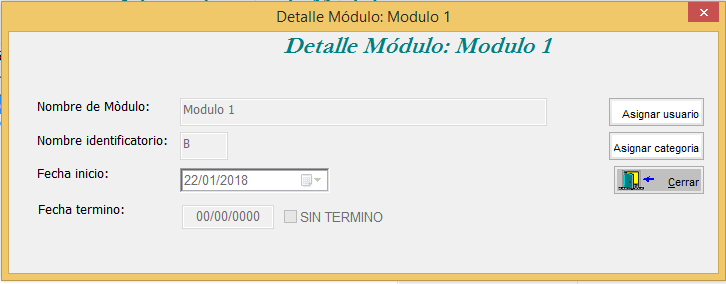 Detalle Módulo: Modulo 1
Detalle Módulo: Modulo 1
Nombre de Mòdulo: Modulo 1 Asignar usuario
Nombre identificatorio: B Asignar categoria
Fecha inicio: 22/01/2018 Cerrar
Fecha termino: 00/00/0000 SIN TERMINO